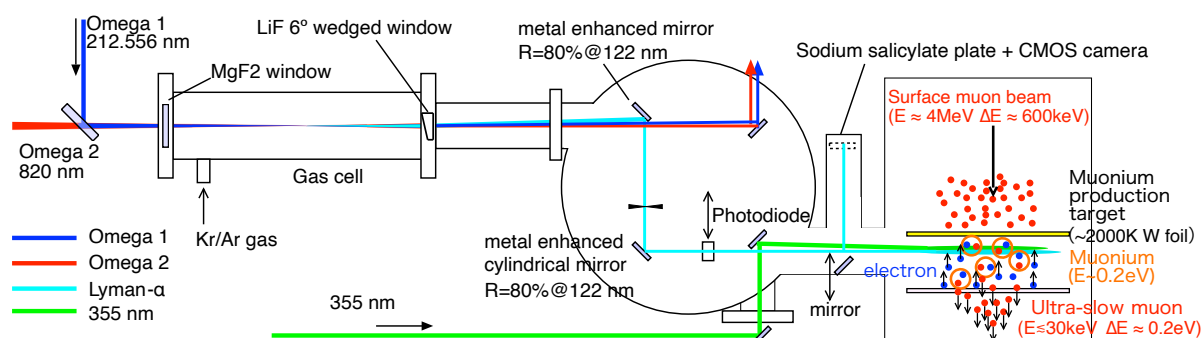 Omega 1
212.556 nm
MgF2 window
LiF 6º wedged window
metal enhanced mirror
R=80%@122 nm
Sodium salicylate plate + CMOS camera
Surface muon beam
(E ≈ 4MeV ΔE ≈ 600keV)
Omega 2
820 nm
Gas cell
Kr/Ar gas
Photodiode
Muonium
production
target
(~2000K W foil)
Muonium
(E~0.2eV)
electron
metal enhanced
cylindrical mirror
R=80%@122 nm
mirror
Ultra-slow muon
(E≲30keV ΔE ≈ 0.2eV)
Omega 1
Omega 2
Lyman-α
355 nm
355 nm